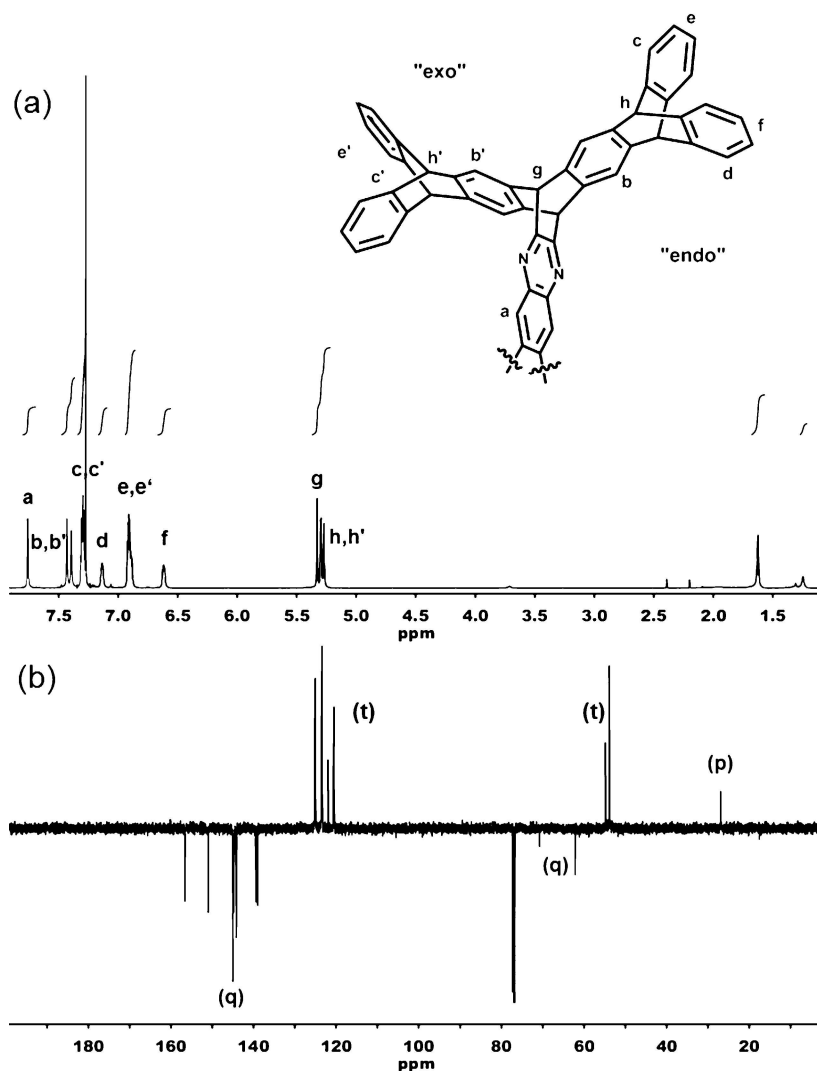 (a)
"exo"
"endo"
c
e
h
f
d
b
g
b'
h'
e'
c'
N
N
a
a
b,b'
c,c'
d
e,e‘
f
g
h,h'
7.5 7.0 6.5 6.0 5.5 5.0 4.5 4.0 3.5 3.0 2.5 2.0 1.5
ppm
(b)
(t)
(t)
(p)
(q)
(q)
180 160 140 120 100 80 60 40 20
ppm